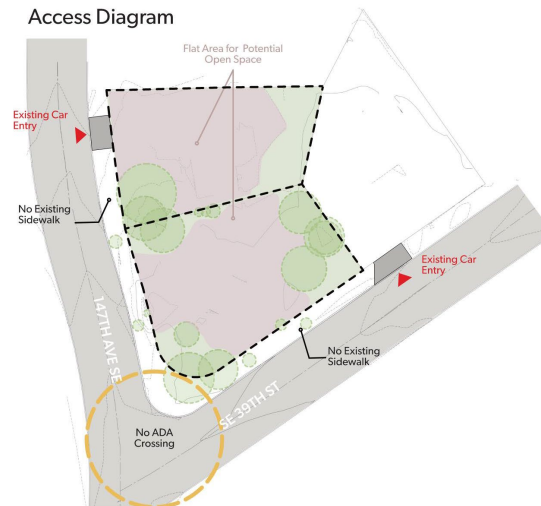 Access Diagram
Flat Area for Potential
Open Space
Existing Car
Entry
No Existing
Sidewalk
Existing Car
Entry
147TH AVE SE
No Existing
Sidewalk
SE 39TH ST
No ADA
Crossing